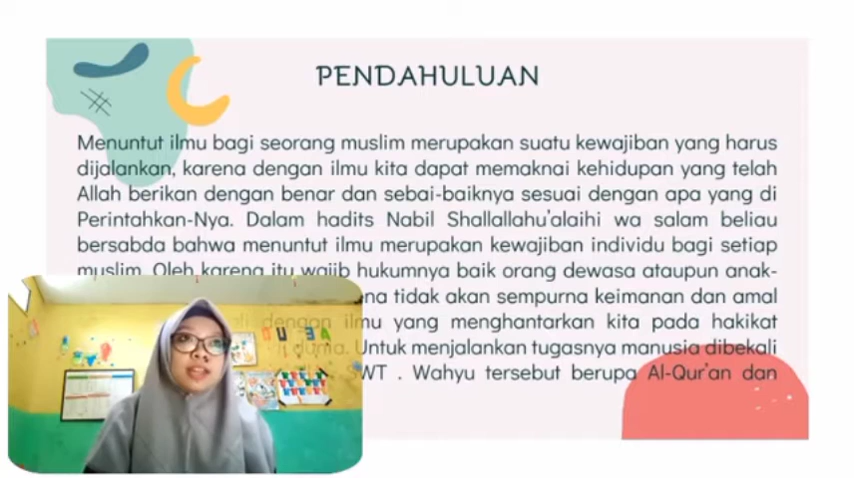 PENDAHULUAN
Menuntut ilmu bagi seorang muslim merupakan suatu kewajiban yang harus
dijalankan, karena dengan ilmu kita dapat memaknai kehidupan yang telah
Allah berikan dengan benar dan sebai-baiknya sesuai dengan apa yang di
Perintahkan-Nya. Dalam hadits Nabil Shallallahu'alaihi wa salam beliau
bersabda bahwa menuntut ilmu merupakan kewajiban individu bagi setiap
muslim. Oleh karena itu wajib hukumnya baik orang dewasa ataupun anak-
tidak akan sempurna keimanan dan amal
dengan ilmu yang menghantarkan kita pada hakikat
Untuk menjalankan tugasnya manusia dibekali
SWT . Wahyu tersebut berupa Al-Qur'an dan